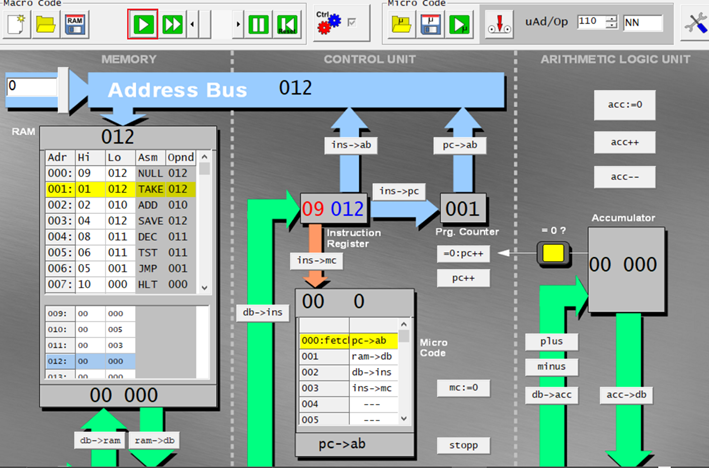 Macro Code
RAM
Ctrl
Reset
Micro Code
µ
µ
uAd/Op
110
NN
MEMORY
CONTROL UNIT
ARITHMETIC LOGIC UNIT
0
Address Bus 012
RAM
012
Adr Hi Lo Asm Opnd
000: 09 012 NULL 012
001: 01 012 TAKE 012
002: 02 010 ADD 010
003: 04 012 SAVE 012
004: 08 011 DEC 011
005: 06 011 TST 011
006: 05 001 JMP 001
007: 10 000 HLT 000
009: 00 000
010: 00 005
011: 00 003
012: 00 000
013: 00 000
00 000
db->ram
ram->db
ins->ab
pc->ab
09 012
ins->pc
001
Instruction
Register
Prg. Counter
ins->mc
=0:pc++
pc++
db->ins
00 0
000:fetch pc->ab
001 ram->db
002 db->ins
003 ins->mc
004 ---
005 ---
pc->ab
Micro
Code
mc:=0
stopp
acc:=0
acc++
acc--
Accumulator
= 0 ?
00 000
plus
minus
db->acc
acc->db